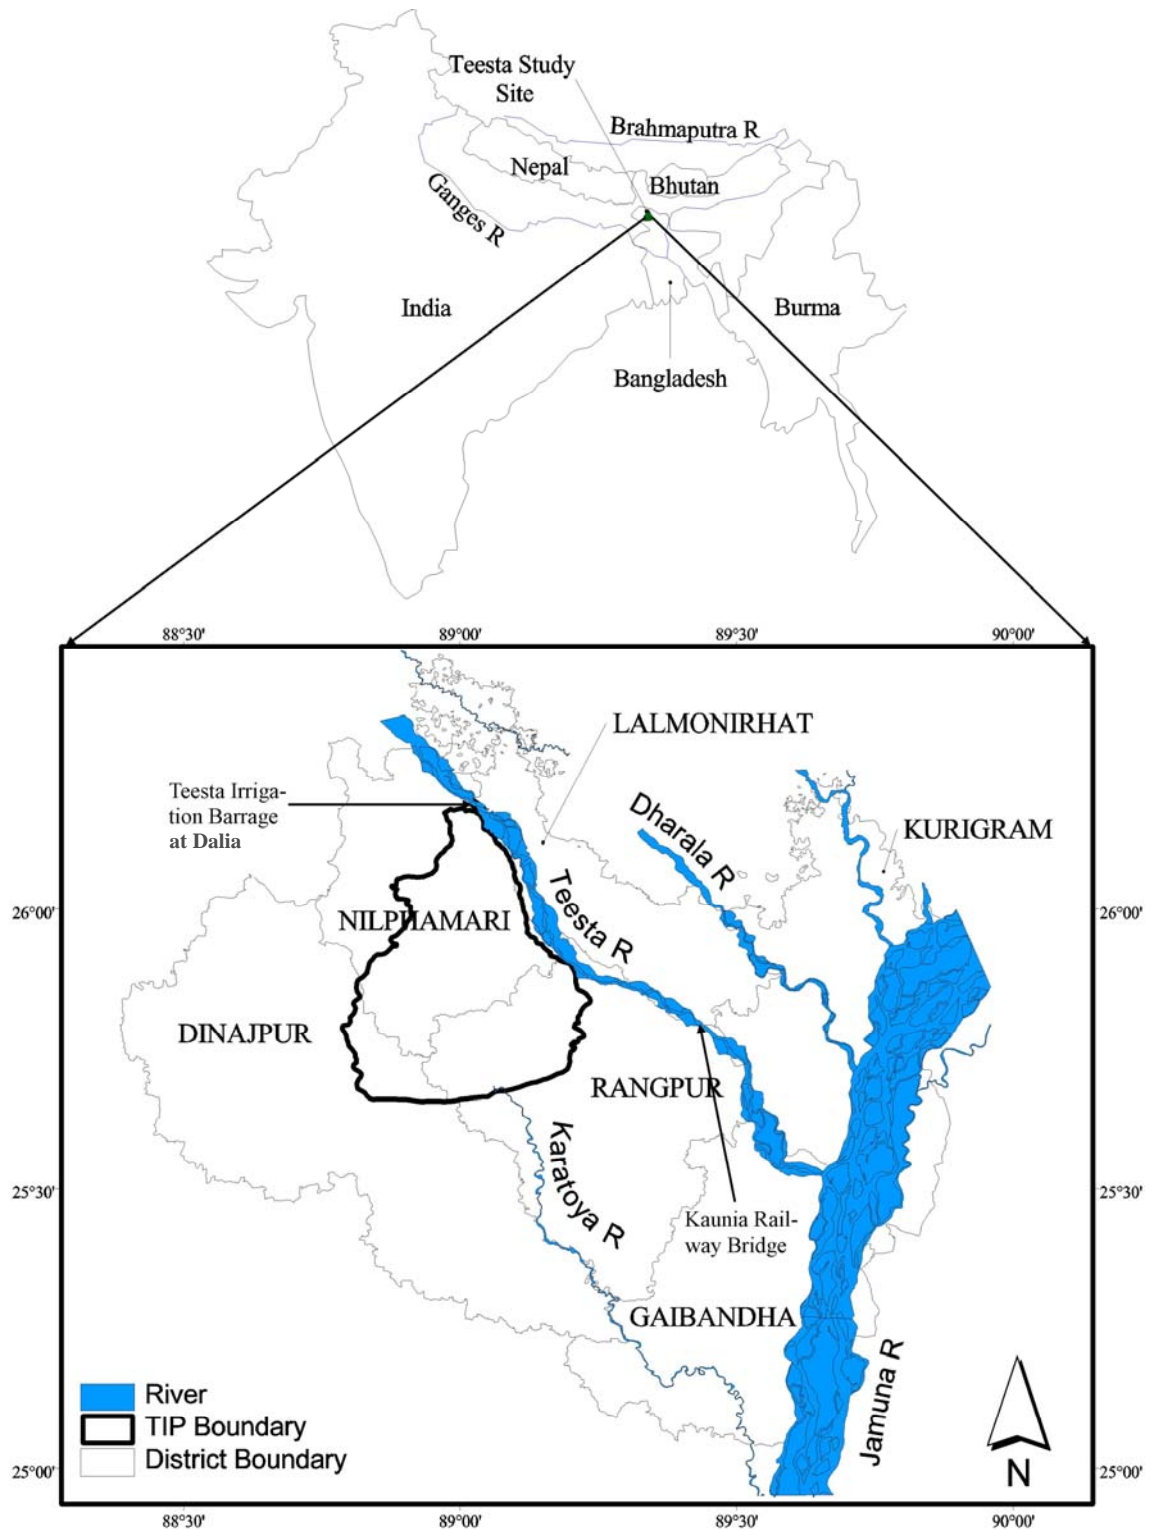 Teesta Study
Site
Brahmaputra R
Nepal
Bhutan
Ganges R
India
Burma
Bangladesh
88°30'
89°00'
89°30'
90°00'
LALMONIRHAT
Teesta Irriga-
tion Barrage
at Dalia
Dharala R
KURIGRAM
26°00'
26°00'
NILPHAMARI
Teesta R
DINAJPUR
RANGPUR
Karatoya R
25°30'
25°30'
Kaunia Rail-
way Bridge
GAIBANDHA
Jamuna R
River
TIP Boundary
District Boundary
N
25°00'
25°00'
88°30'
89°00'
89°30'
90°00'